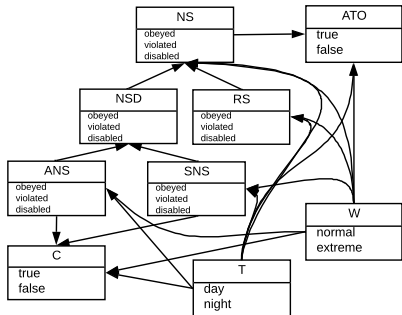 NS
obeyed
violated
disabled
ATO
true
false
NSD
obeyed
violated
disabled
RS
obeyed
violated
disabled
ANS
obeyed
violated
disabled
SNS
obeyed
violated
disabled
W
normal
extreme
C
true
false
T
day
night